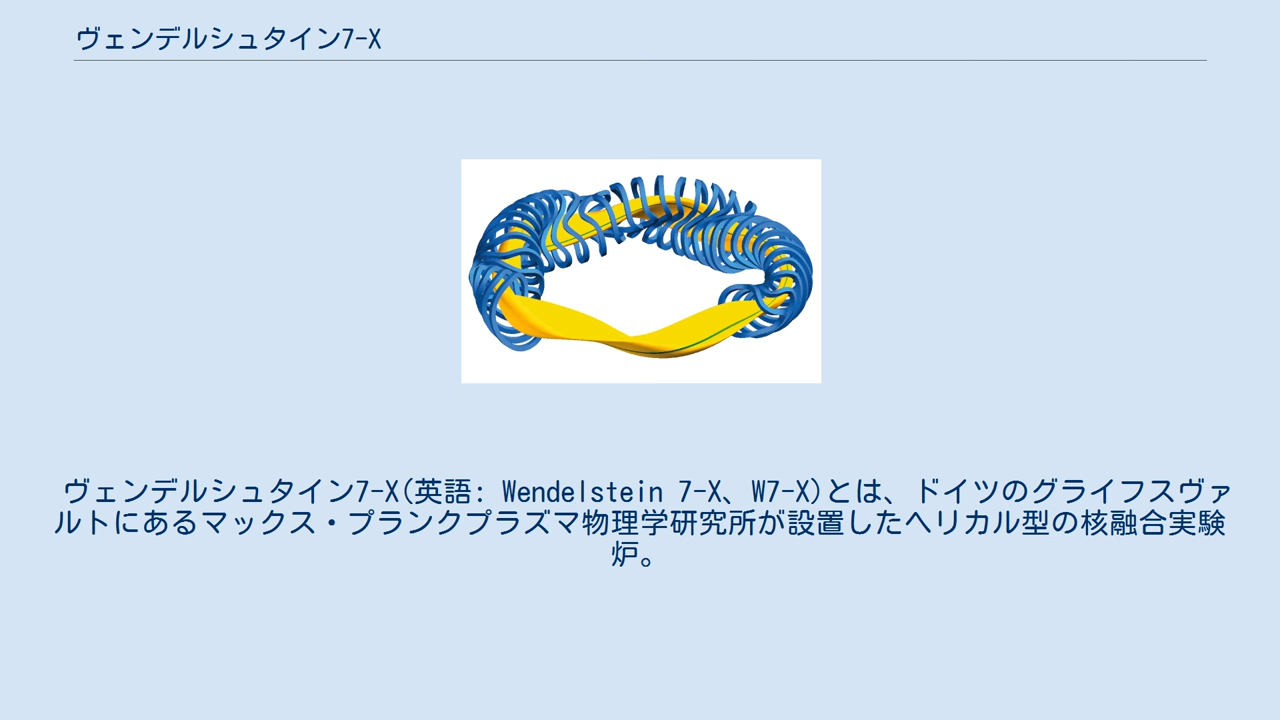 ヴェンデルシュタイン7-X
ヴェンデルシュタイン7-X(英語: Wendelstein 7-X、W7-X)とは、ドイツのグライフスヴァ
ルトにあるマックス・プランクプラズマ物理学研究所が設置したヘリカル型の核融合実験
炉。